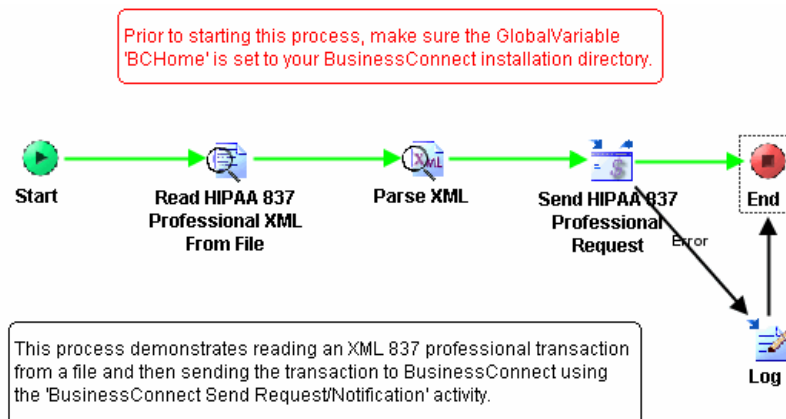 Prior to starting this process, make sure the GlobalVariable
'BCHome' is set to your BusinessConnect installation directory.
Start
Read HIPAA 837
Professional XML
From File
Parse XML
Send HIPAA 837
Professional
Request
End
Error
Log
This process demonstrates reading an XML 837 professional transaction
from a file and then sending the transaction to BusinessConnect using
the 'BusinessConnect Send Request/Notification' activity.